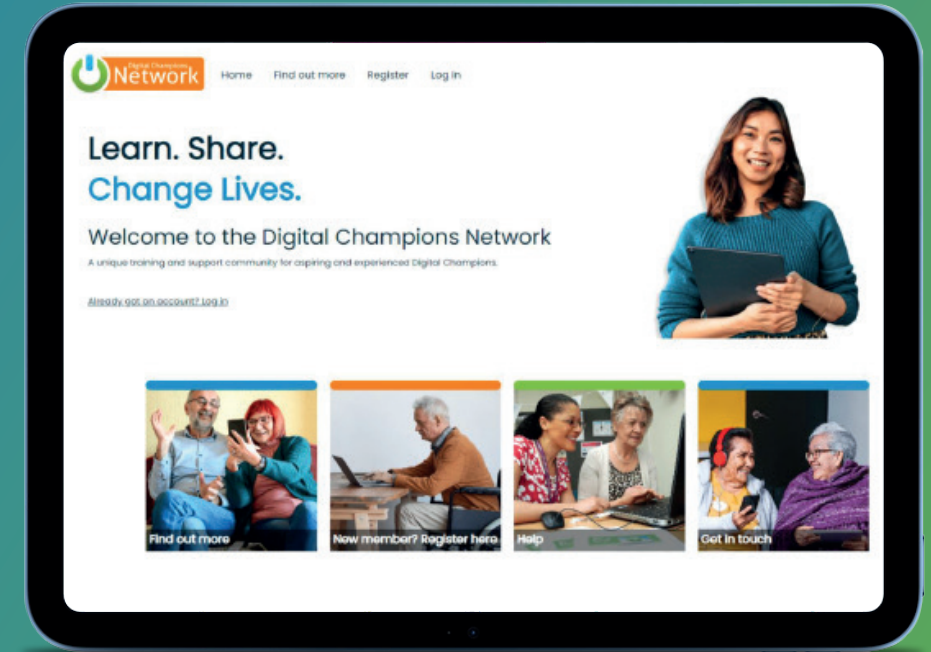 Digital Champions
Network
Home Find out more Register Log in
Learn. Share.
Change Lives.
Welcome to the Digital Champions Network
A unique training and support community for aspiring and experienced Digital Champions.
Already got an account? Log in
Find out more
New member? Register here
Help
Get in touch